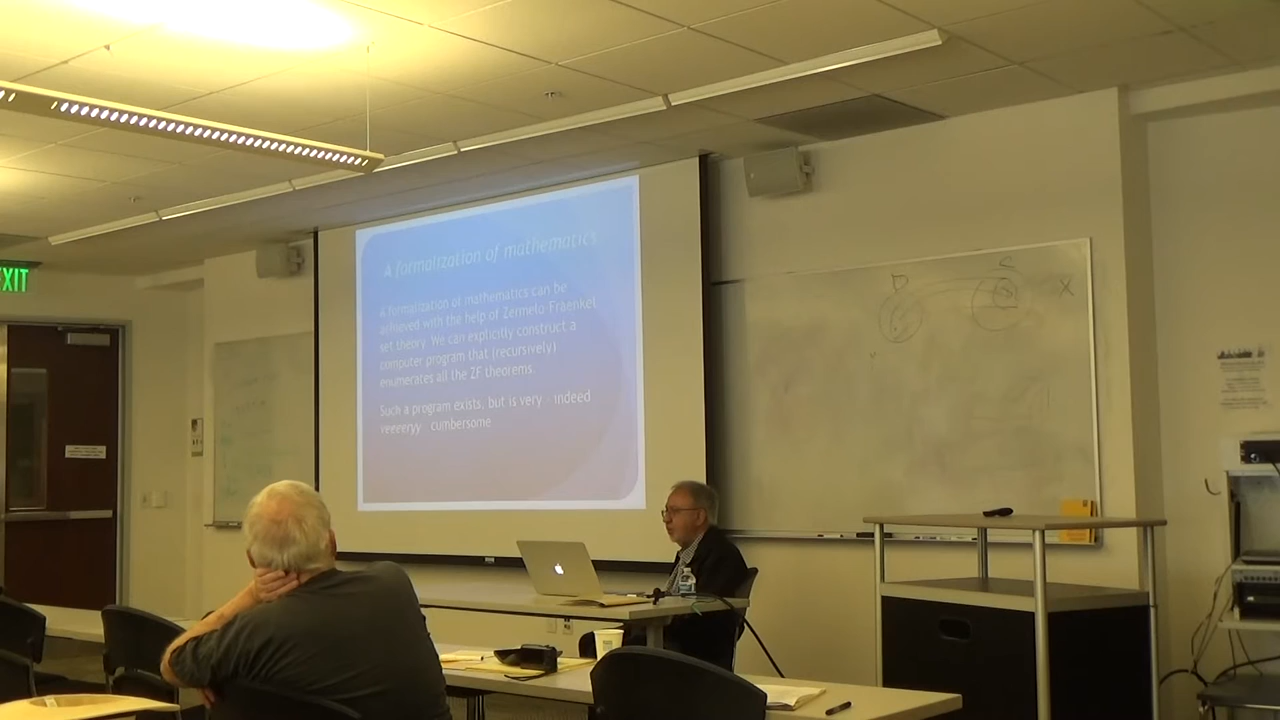 EXIT
A formalization of mathematics
A formalization of mathematics can be
achieved with the help of Zermelo Fraenkel
set theory. We can explicitly construct a
computer program that (recursively)
enumerates all the ZF theorems.
Such a program exists, but is very - indeed
veeeeryy - cumbersome
D
S
X